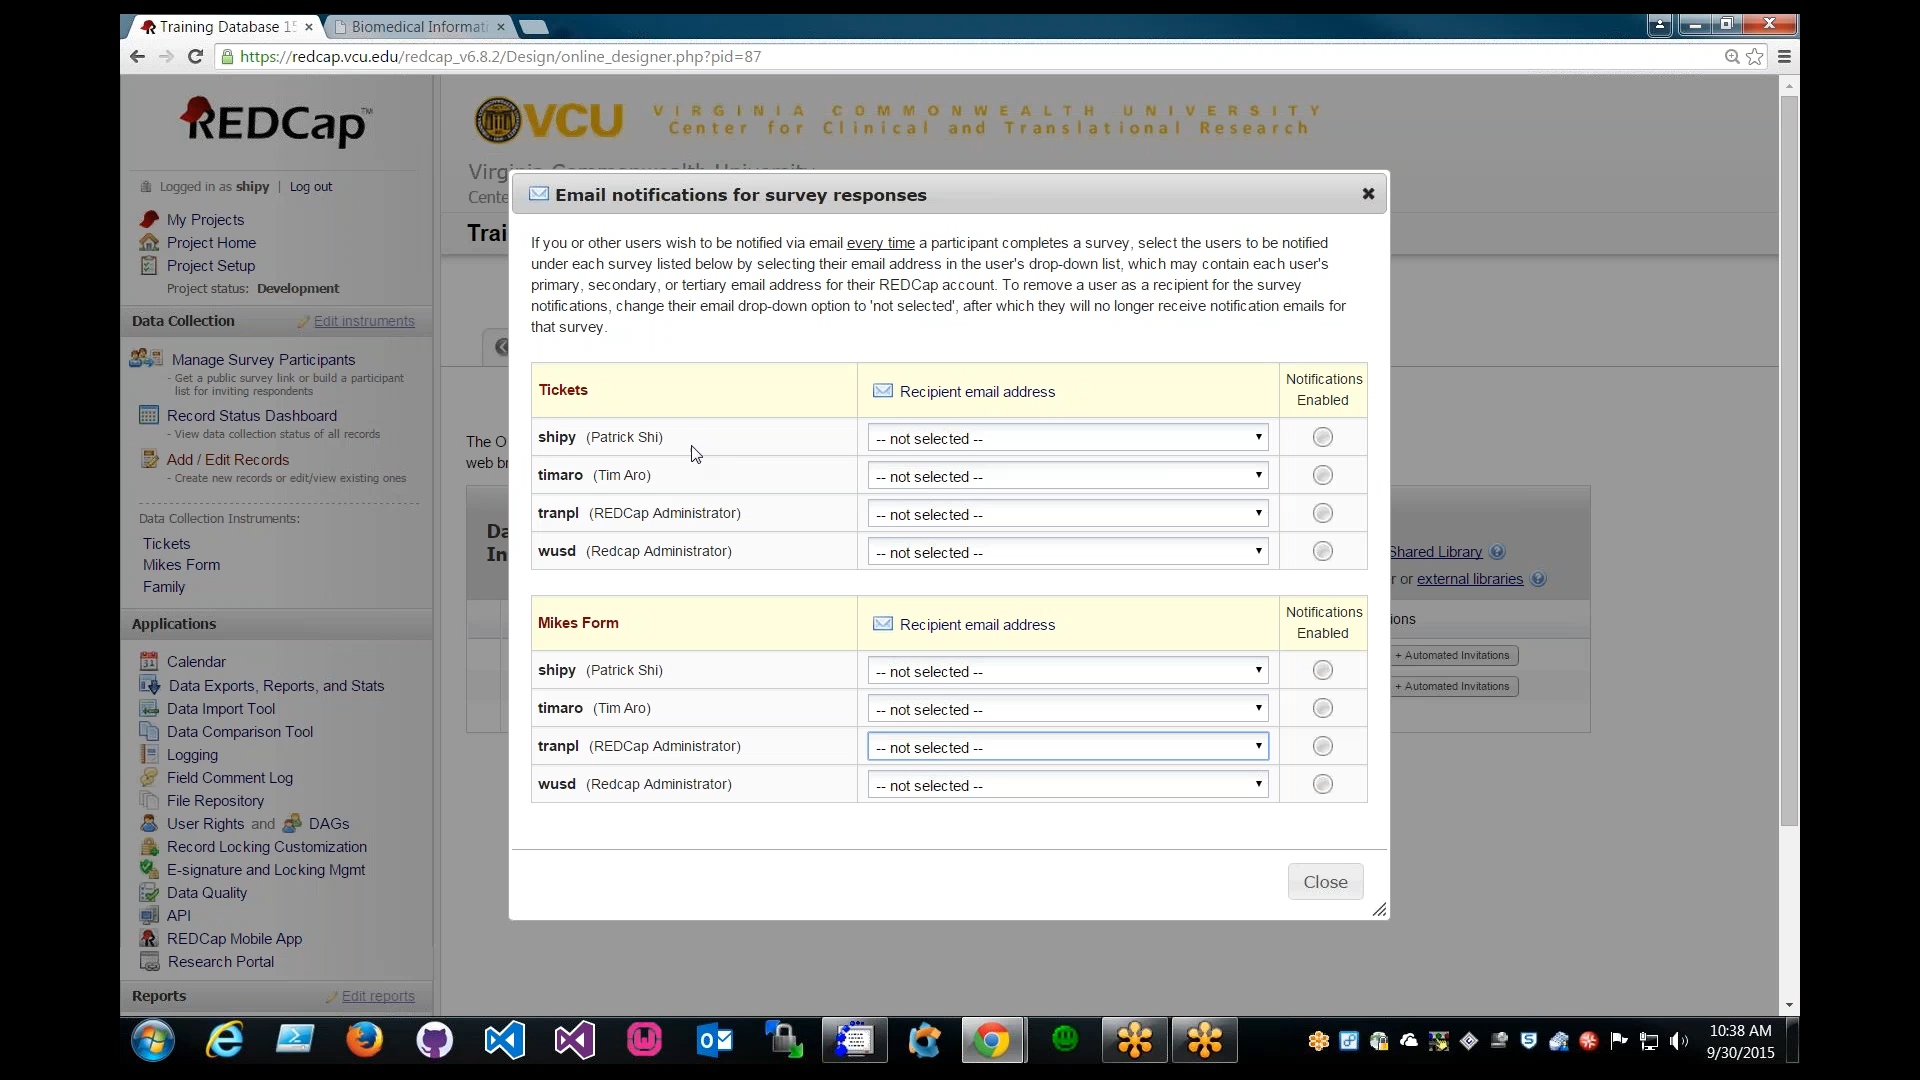 Training Database 15
Biomedical Informati
https://redcap.vcu.edu/redcap_v6.8.2/Design/online_designer.php?pid=87
REDCap™
Logged in as shipy | Log out
My Projects
Project Home
Project Setup
Project status: Development
Data Collection
Edit instruments
Manage Survey Participants
- Get a public survey link or build a participant
list for inviting respondents
Record Status Dashboard
- View data collection status of all records
Add / Edit Records
- Create new records or edit/view existing ones
Data Collection Instruments:
Tickets
Mikes Form
Family
Applications
Calendar
Data Exports, Reports, and Stats
Data Import Tool
Data Comparison Tool
Logging
Field Comment Log
File Repository
User Rights and DAGs
Record Locking Customization
E-signature and Locking Mgmt
Data Quality
API
REDCap Mobile App
Research Portal
Reports
Edit reports
VCU
VIRGINIA COMMONWEALTH UNIVERSITY
Center for Clinical and Translational Research
Virginia Commonwealth University
Cente
Trai
The O
web br
Da
In
Shared Library
r or external libraries
ions
+ Automated Invitations
+ Automated Invitations
Email notifications for survey responses
If you or other users wish to be notified via email every time a participant completes a survey, select the users to be notified
under each survey listed below by selecting their email address in the user's drop-down list, which may contain each user's
primary, secondary, or tertiary email address for their REDCap account. To remove a user as a recipient for the survey
notifications, change their email drop-down option to 'not selected', after which they will no longer receive notification emails for
that survey.
Tickets
Recipient email address
Notifications
Enabled
shipy (Patrick Shi)
-- not selected --
timaro (Tim Aro)
-- not selected --
tranpl (REDCap Administrator)
-- not selected --
wusd (Redcap Administrator)
-- not selected --
Mikes Form
Recipient email address
Notifications
Enabled
shipy (Patrick Shi)
-- not selected --
timaro (Tim Aro)
-- not selected --
tranpl (REDCap Administrator)
-- not selected --
wusd (Redcap Administrator)
-- not selected --
Close
10:38 AM
9/30/2015